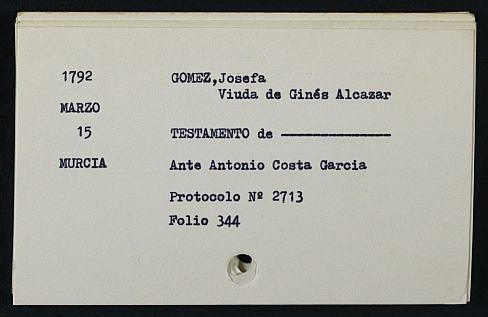 1792 GOMEZ,Josefa
Viuda de Ginés Alcazar
MARZO
15 TESTAMENTO de ---------------
MURCIA Ante Antonio Costa Garcia
Protocolo Nº 2713
Folio 344